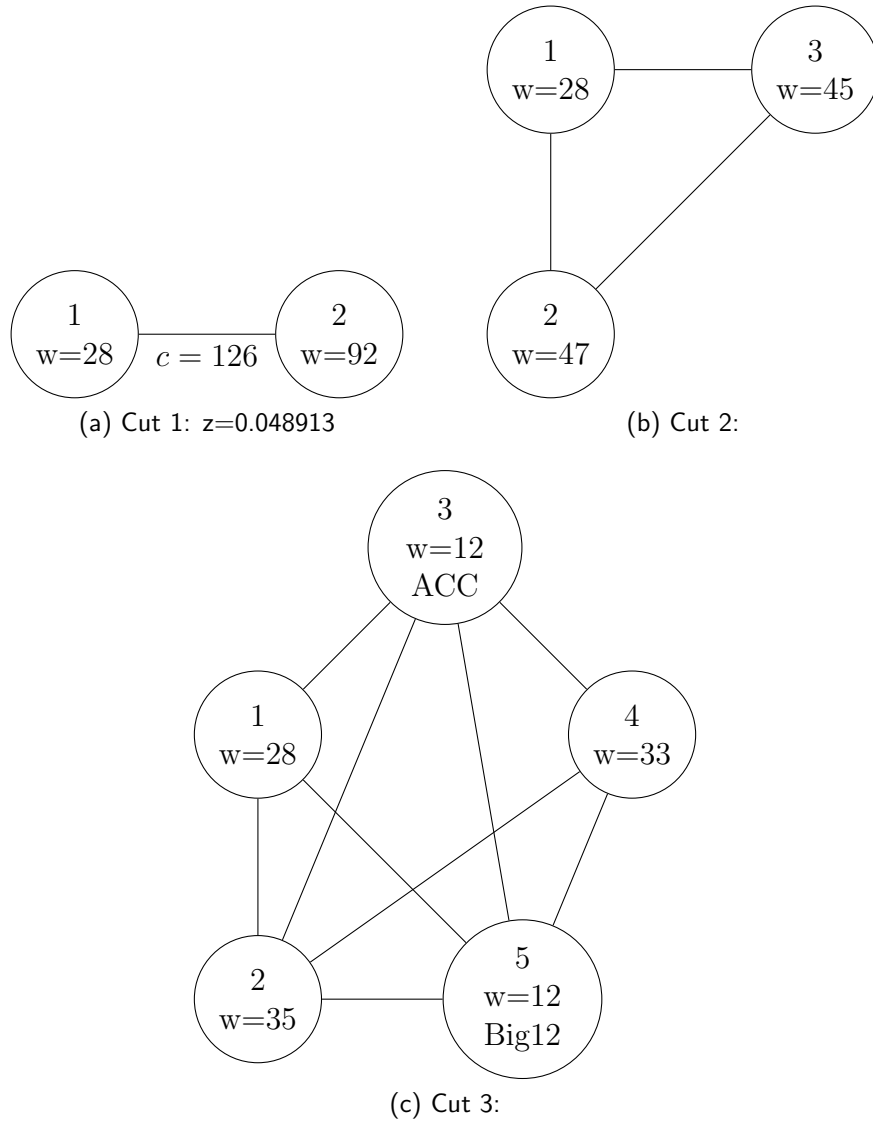 1
w=28
c = 126
2
w=92
(a) Cut 1: z=0.048913
1
w=28
3
w=45
2
w=47
(b) Cut 2:
3
w=12
ACC
1
w=28
4
w=33
2
w=35
5
w=12
Big12
(c) Cut 3: